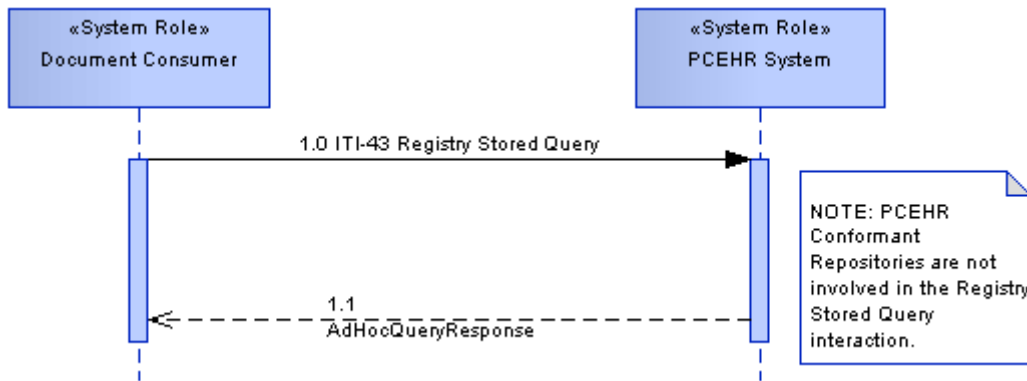 «System Role»
Document Consumer
«System Role»
PCEHR System
1.0 ITI-43 Registry Stored Query
NOTE: PCEHR
Conformant
Repositories are not
involved in the Registry
Stored Query
interaction.
1.1
AdHocQueryResponse